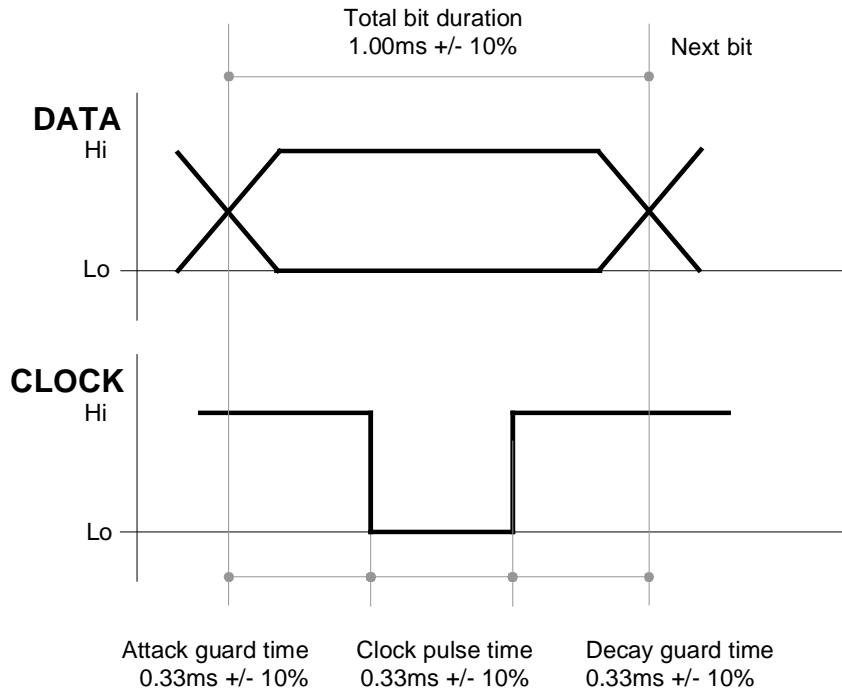 Total bit duration
1.00ms +/- 10%
Next bit
DATA
Hi
Lo
CLOCK
Hi
Lo
Attack guard time
0.33ms +/- 10%
Clock pulse time
0.33ms +/- 10%
Decay guard time
0.33ms +/- 10%